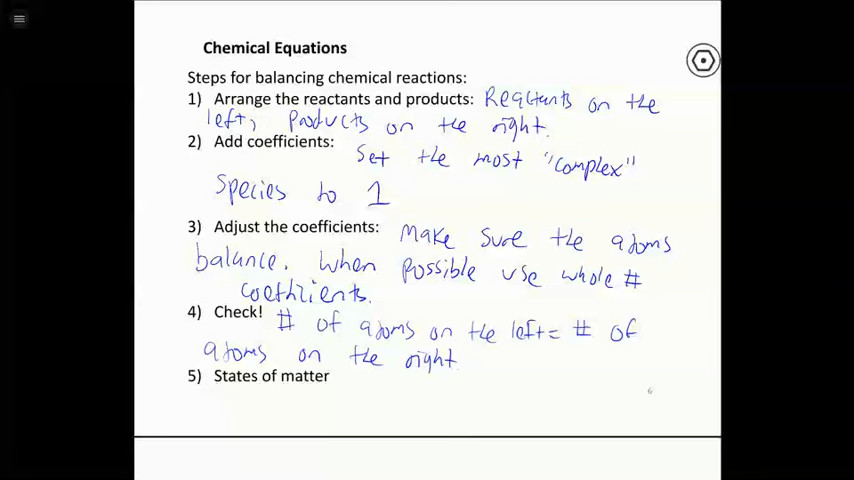 Chemical Equations
Steps for balancing chemical reactions:
1) Arrange the reactants and products: Reactants on the
left, Products on the right.
2) Add coefficients: Set the most "complex"
Species to 1
3) Adjust the coefficients: Make Sure the atoms
balance. When possible use whole #
coefficients.
4) Check! # of atoms on the left = # of
atoms on the right.
5) States of matter
6